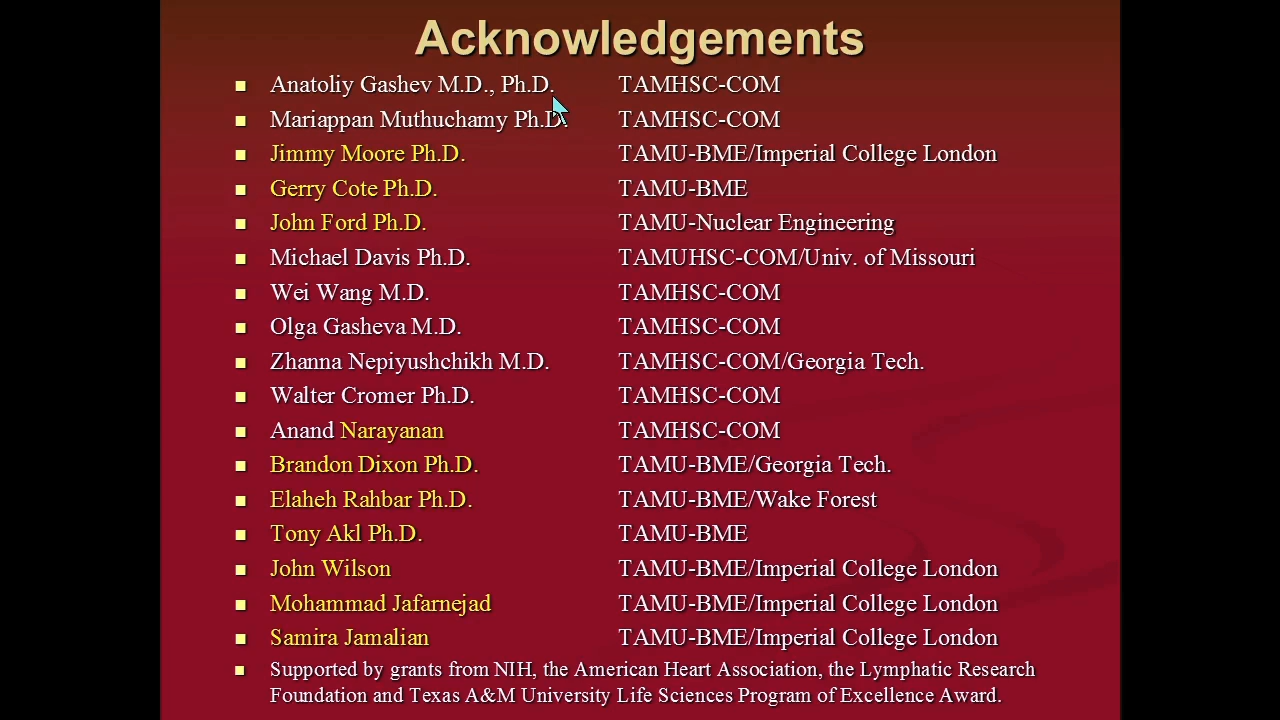 Acknowledgements
Anatoliy Gashev M.D., Ph.D. TAMHSC-COM
Mariappan Muthuchamy Ph.D. TAMHSC-COM
Jimmy Moore Ph.D. TAMU-BME/Imperial College London
Gerry Cote Ph.D. TAMU-BME
John Ford Ph.D. TAMU-Nuclear Engineering
Michael Davis Ph.D. TAMUHSC-COM/Univ. of Missouri
Wei Wang M.D. TAMHSC-COM
Olga Gasheva M.D. TAMHSC-COM
Zhanna Nepiyushchikh M.D. TAMHSC-COM/Georgia Tech.
Walter Cromer Ph.D. TAMHSC-COM
Anand Narayanan TAMHSC-COM
Brandon Dixon Ph.D. TAMU-BME/Georgia Tech.
Elaheh Rahbar Ph.D. TAMU-BME/Wake Forest
Tony Akl Ph.D. TAMU-BME
John Wilson TAMU-BME/Imperial College London
Mohammad Jafarnejad TAMU-BME/Imperial College London
Samira Jamalian TAMU-BME/Imperial College London
Supported by grants from NIH, the American Heart Association, the Lymphatic Research
Foundation and Texas A&M University Life Sciences Program of Excellence Award.